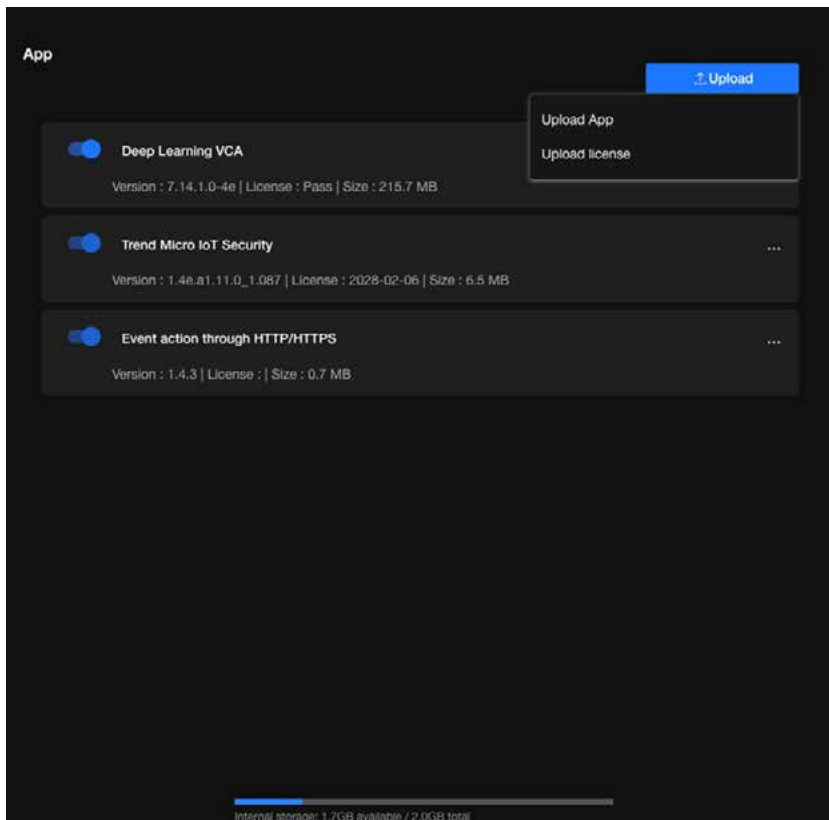 App
Upload
Upload App
Upload license
Deep Learning VCA
Version : 7.14.1.0-4e | License : Pass | Size : 215.7 MB
Trend Micro IoT Security
...
Version : 1.4e.a1.11.0_1.087 | License : 2028-02-06 | Size : 6.5 MB
Event action through HTTP/HTTPS
...
Version : 1.4.3 | License : | Size : 0.7 MB
Internal storage: 1.7GB available / 2.0GB total